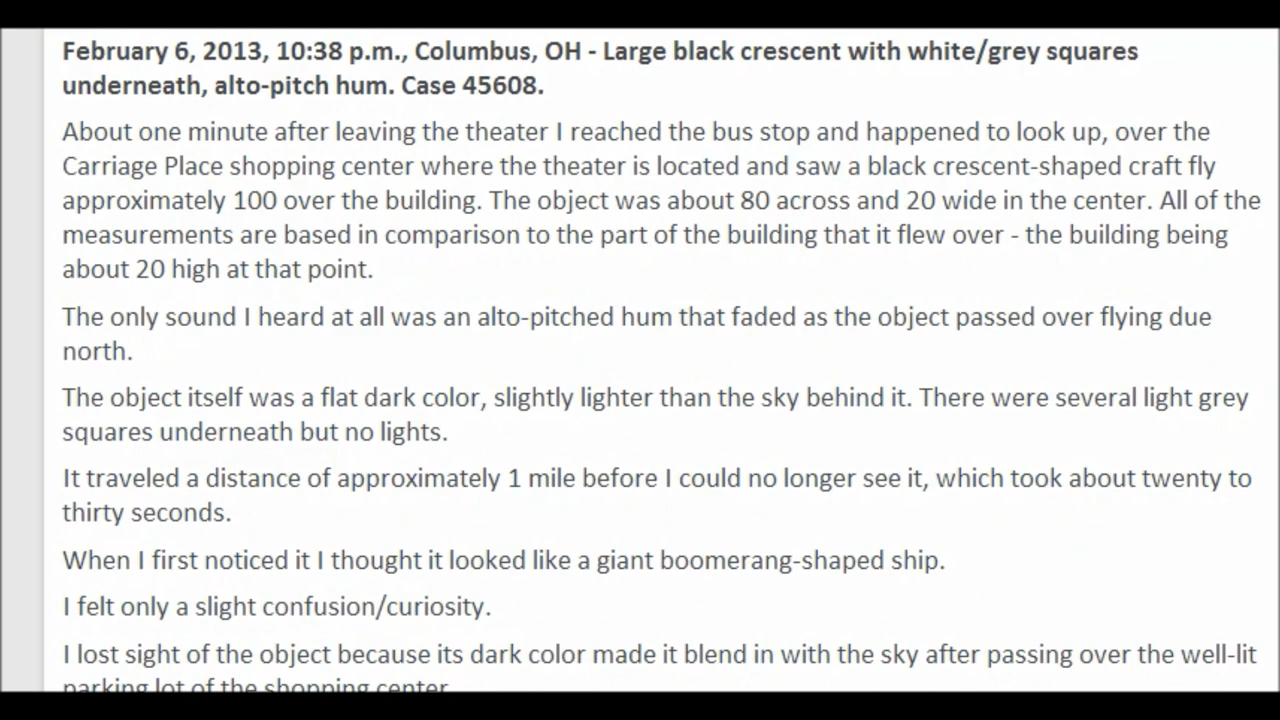 February 6, 2013, 10:38 p.m., Columbus, OH - Large black crescent with white/grey squares
underneath, alto-pitch hum. Case 45608.
About one minute after leaving the theater I reached the bus stop and happened to look up, over the
Carriage Place shopping center where the theater is located and saw a black crescent-shaped craft fly
approximately 100 over the building. The object was about 80 across and 20 wide in the center. All of the
measurements are based in comparison to the part of the building that it flew over - the building being
about 20 high at that point.
The only sound I heard at all was an alto-pitched hum that faded as the object passed over flying due
north.
The object itself was a flat dark color, slightly lighter than the sky behind it. There were several light grey
squares underneath but no lights.
It traveled a distance of approximately 1 mile before I could no longer see it, which took about twenty to
thirty seconds.
When I first noticed it I thought it looked like a giant boomerang-shaped ship.
I felt only a slight confusion/curiosity.
I lost sight of the object because its dark color made it blend in with the sky after passing over the well-lit
parking lot of the shopping center.